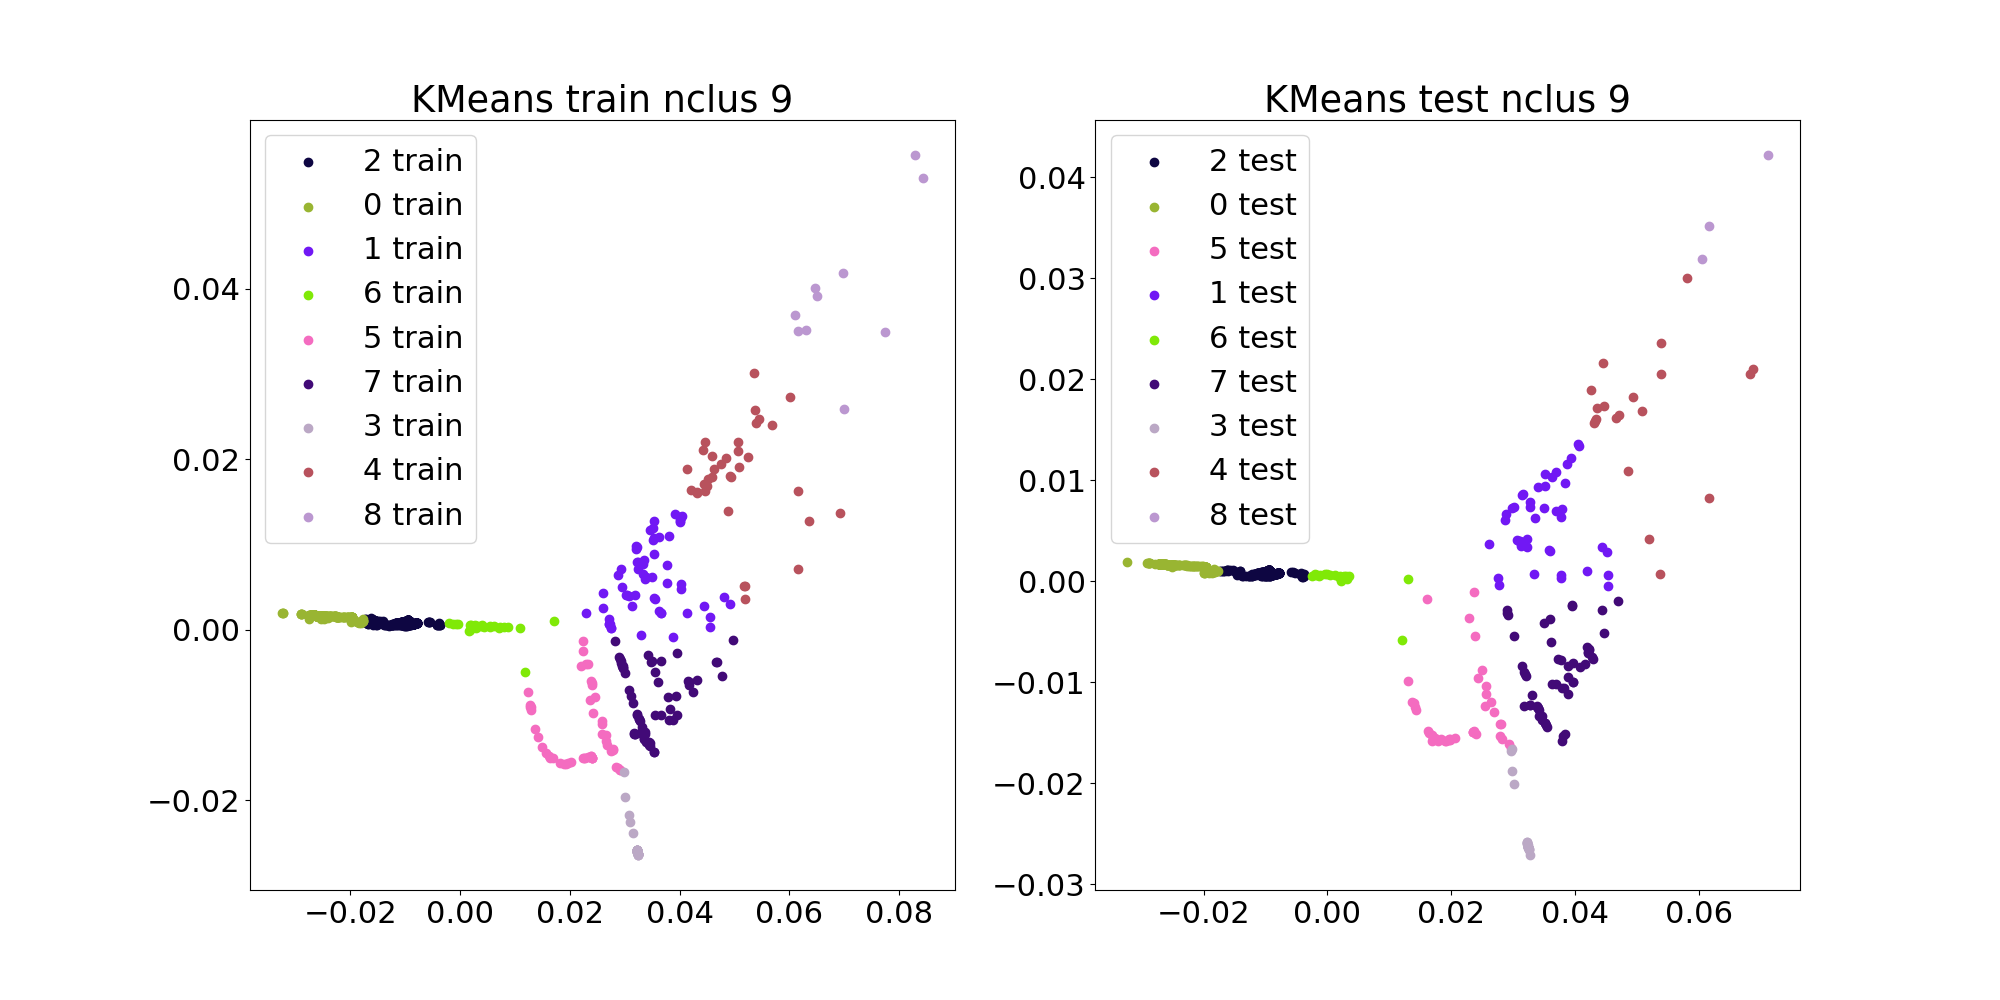 KMeans train nclus 9
2 train
0 train
1 train
6 train
5 train
7 train
3 train
4 train
8 train
0.04
0.02
0.00
−0.02
−0.02 0.00 0.02 0.04 0.06 0.08
KMeans test nclus 9
2 test
0 test
5 test
1 test
6 test
7 test
3 test
4 test
8 test
0.04
0.03
0.02
0.01
0.00
−0.01
−0.02
−0.03
−0.02 0.00 0.02 0.04 0.06